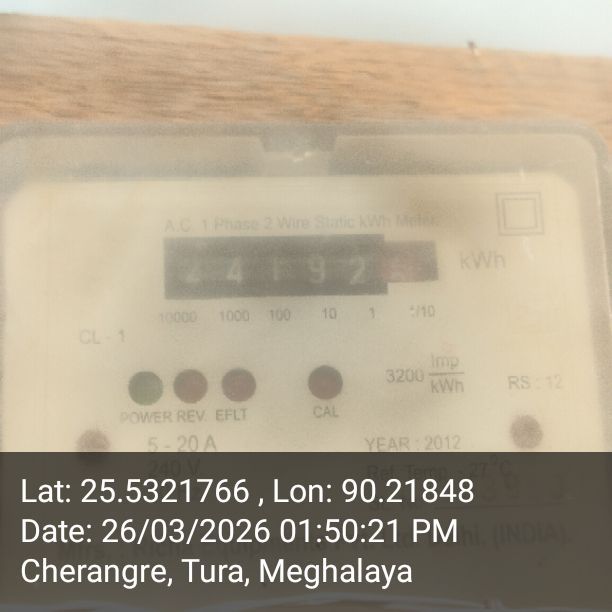 A.C. 1 Phase 2 Wire Static kWh Meter
4 1 9 2
kWh
10000 1000 100 10 1 1/10
CL - 1
3200 Imp/kWh
RS : 12
POWER REV. EFLT CAL
5 - 20 A
YEAR : 2012
240 V
Ref. Temp. - 27°C
Lat: 25.5321766 , Lon: 90.21848
Date: 26/03/2026 01:50:21 PM
(INDIA).
Cherangre, Tura, Meghalaya